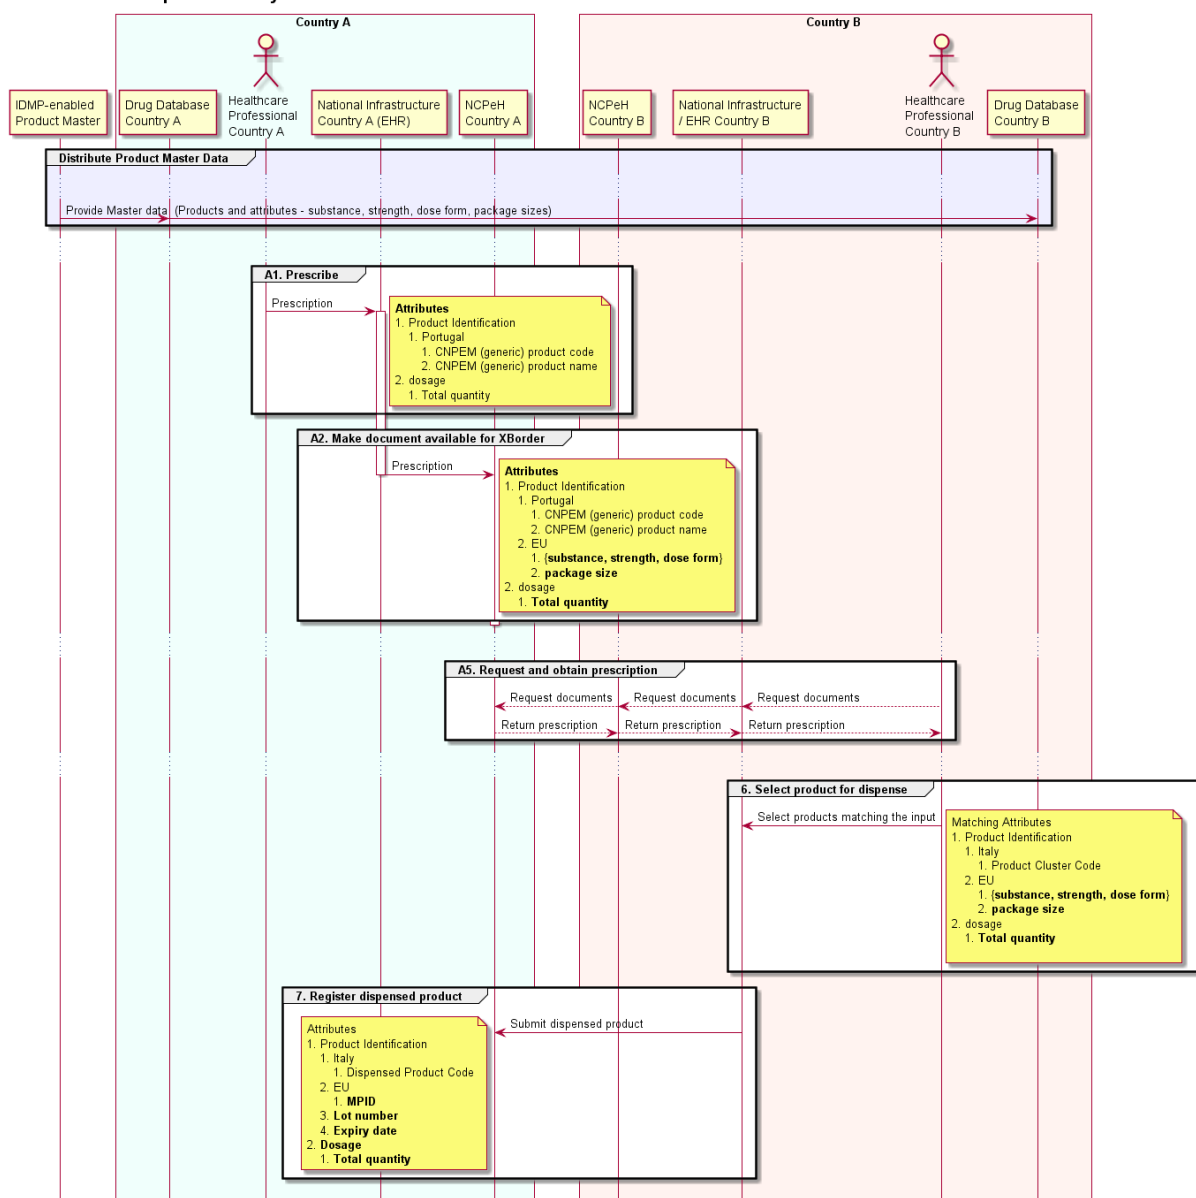 Country A
Country B
IDMP-enabled
Product Master
Drug Database
Country A
Healthcare
Professional
Country A
National Infrastructure
Country A (EHR)
NCPeH
Country A
NCPeH
Country B
National Infrastructure
/ EHR Country B
Healthcare
Professional
Country B
Drug Database
Country B
Distribute Product Master Data
Provide Master data (Products and attributes - substance, strength, dose form, package sizes)
A1. Prescribe
Prescription
Attributes
1. Product Identification
1. Portugal
1. CNPEM (generic) product code
2. CNPEM (generic) product name
2. dosage
1. Total quantity
A2. Make document available for XBorder
Prescription
Attributes
1. Product Identification
1. Portugal
1. CNPEM (generic) product code
2. CNPEM (generic) product name
2. EU
1. {substance, strength, dose form}
2. package size
2. dosage
1. Total quantity
A5. Request and obtain prescription
Request documents
Request documents
Request documents
Return prescription
Return prescription
Return prescription
6. Select product for dispense
Select products matching the input
Matching Attributes
1. Product Identification
1. Italy
1. Product Cluster Code
2. EU
1. {substance, strength, dose form}
2. package size
2. dosage
1. Total quantity
7. Register dispensed product
Submit dispensed product
Attributes
1. Product Identification
1. Italy
1. Dispensed Product Code
2. EU
1. MPID
3. Lot number
4. Expiry date
2. Dosage
1. Total quantity